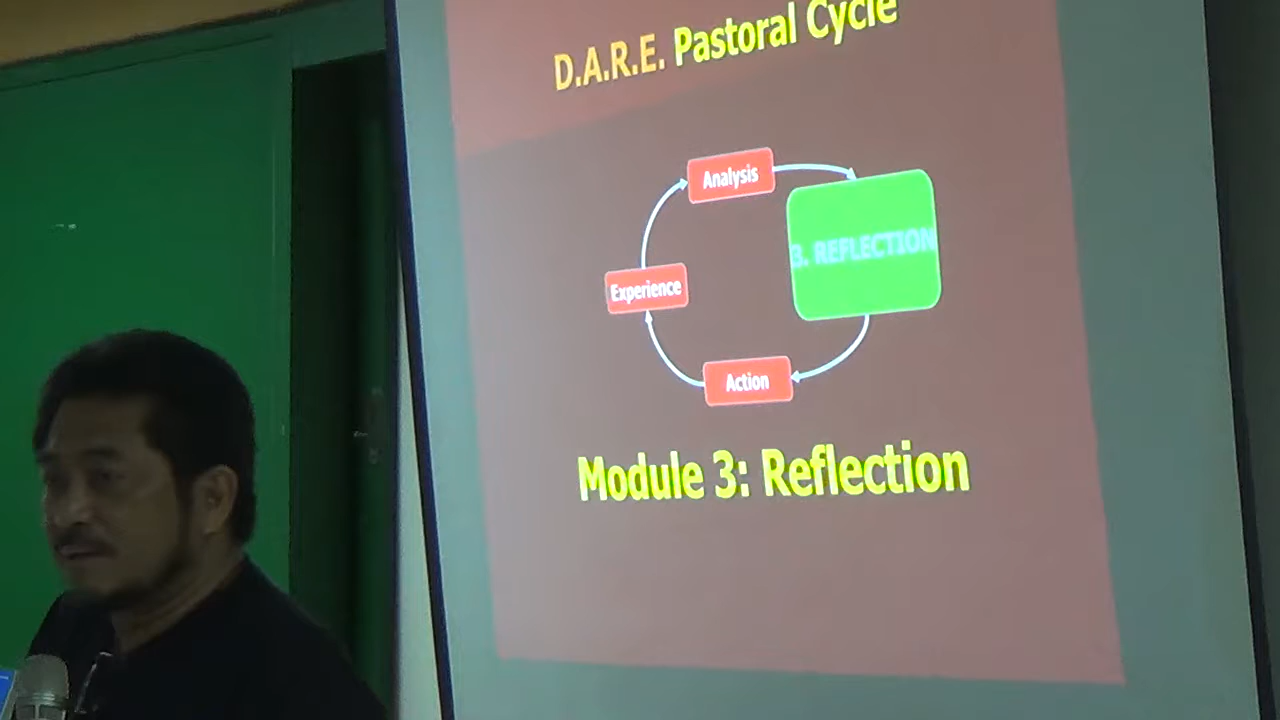 D.A.R.E. Pastoral Cycle
Analysis
3. REFLECTION
Experience
Action
Module 3: Reflection